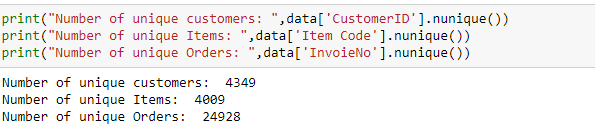 print("Number of unique customers: ",data['CustomerID'].nunique())
print("Number of unique Items: ",data['Item Code'].nunique())
print("Number of unique Orders: ",data['InvoieNo'].nunique())
Number of unique customers:  4349
Number of unique Items:  4009
Number of unique Orders:  24928